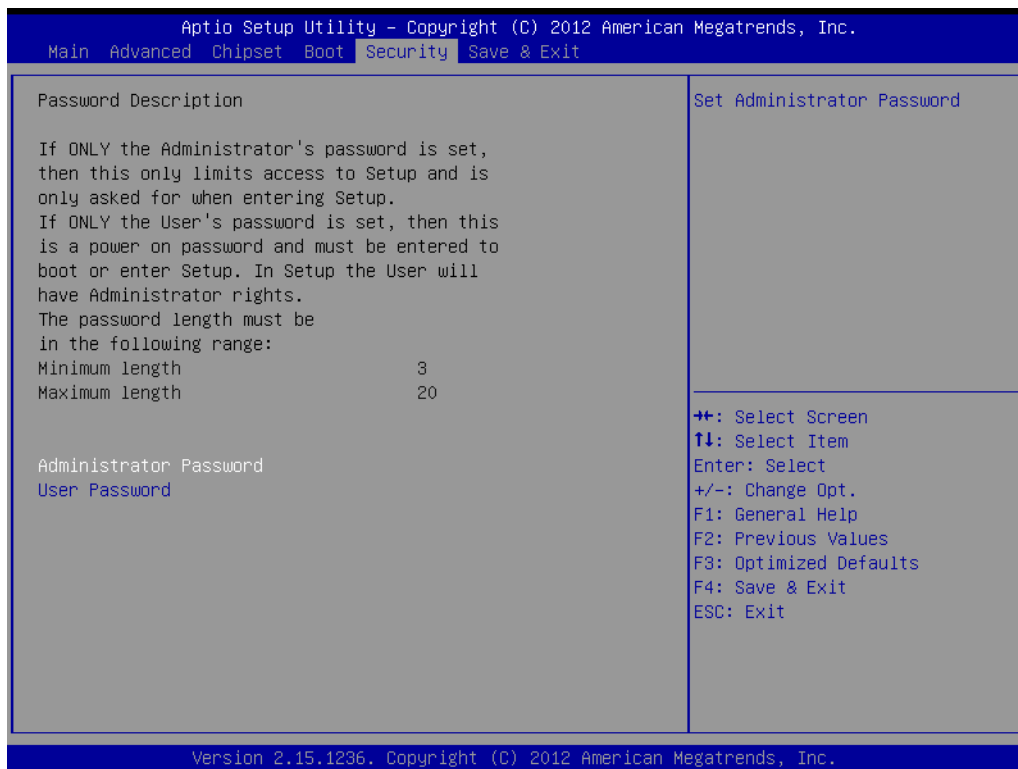 Aptio Setup Utility – Copyright (C) 2012 American Megatrends, Inc.
Main Advanced Chipset Boot Security Save & Exit
Password Description
If ONLY the Administrator's password is set,
then this only limits access to Setup and is
only asked for when entering Setup.
If ONLY the User's password is set, then this
is a power on password and must be entered to
boot or enter Setup. In Setup the User will
have Administrator rights.
The password length must be
in the following range:
Minimum length 3
Maximum length 20
Administrator Password
User Password
Set Administrator Password
→←: Select Screen
↑↓: Select Item
Enter: Select
+/-: Change Opt.
F1: General Help
F2: Previous Values
F3: Optimized Defaults
F4: Save & Exit
ESC: Exit
Version 2.15.1236. Copyright (C) 2012 American Megatrends, Inc.